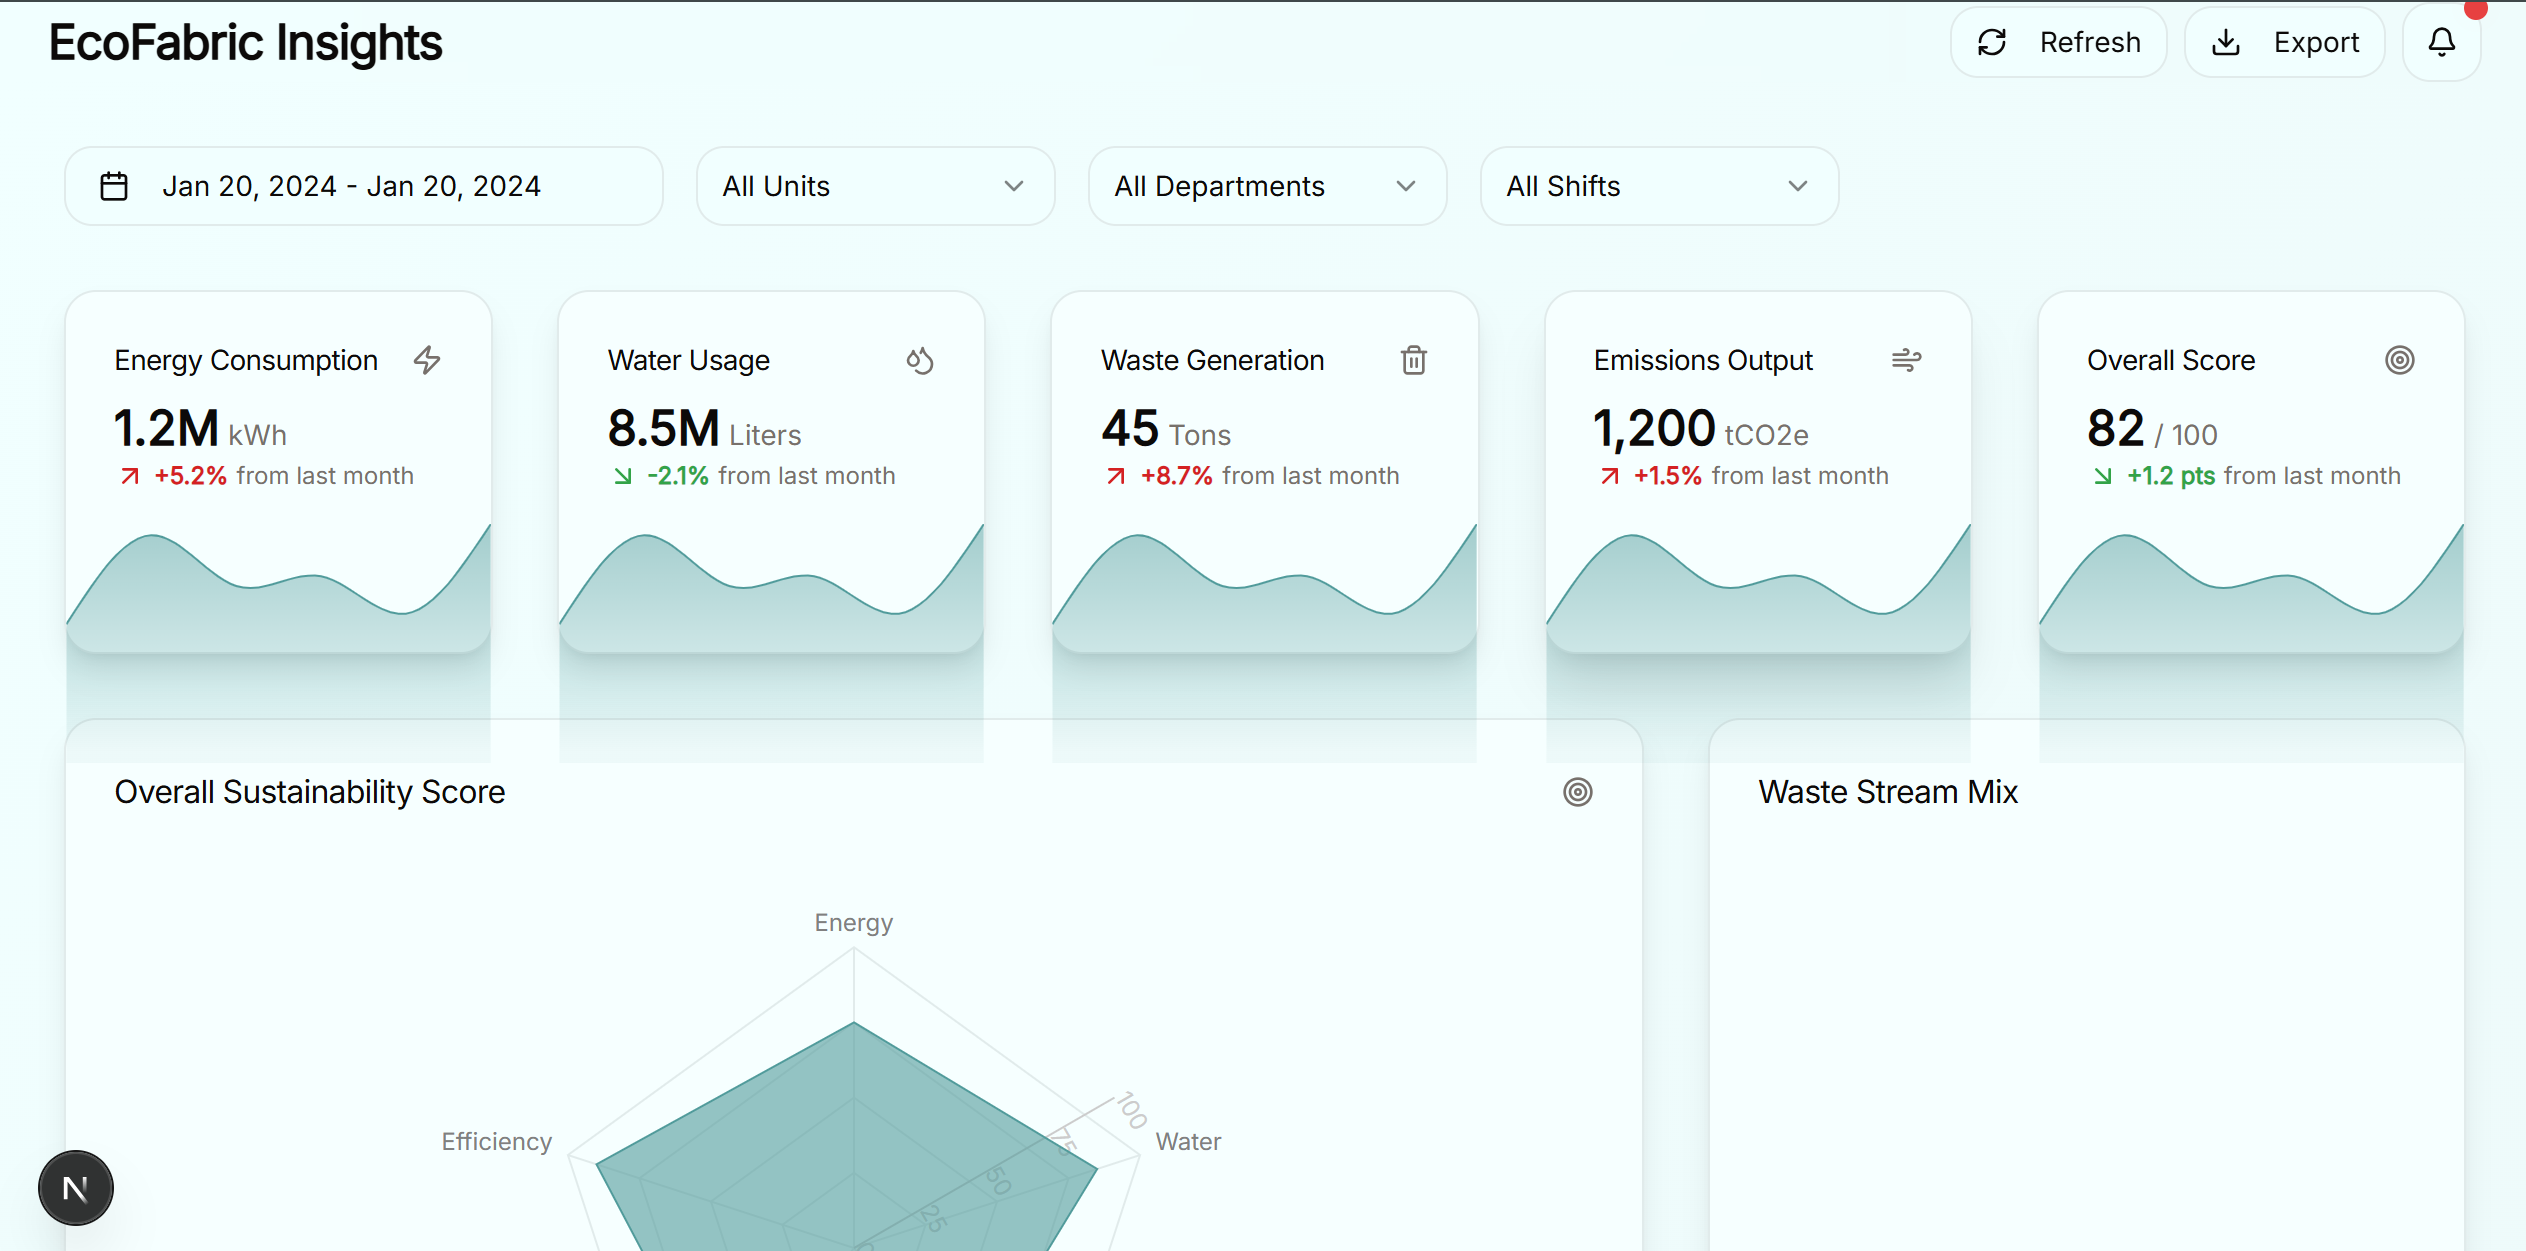 EcoFabric Insights
Refresh
Export
Jan 20, 2024 - Jan 20, 2024
All Units
All Departments
All Shifts
Energy Consumption
1.2M kWh
+5.2% from last month
Water Usage
8.5M Liters
-2.1% from last month
Waste Generation
45 Tons
+8.7% from last month
Emissions Output
1,200 tCO2e
+1.5% from last month
Overall Score
82 / 100
+1.2 pts from last month
Overall Sustainability Score
Waste Stream Mix
Energy
100
75
50
25
0
Efficiency
Water
N